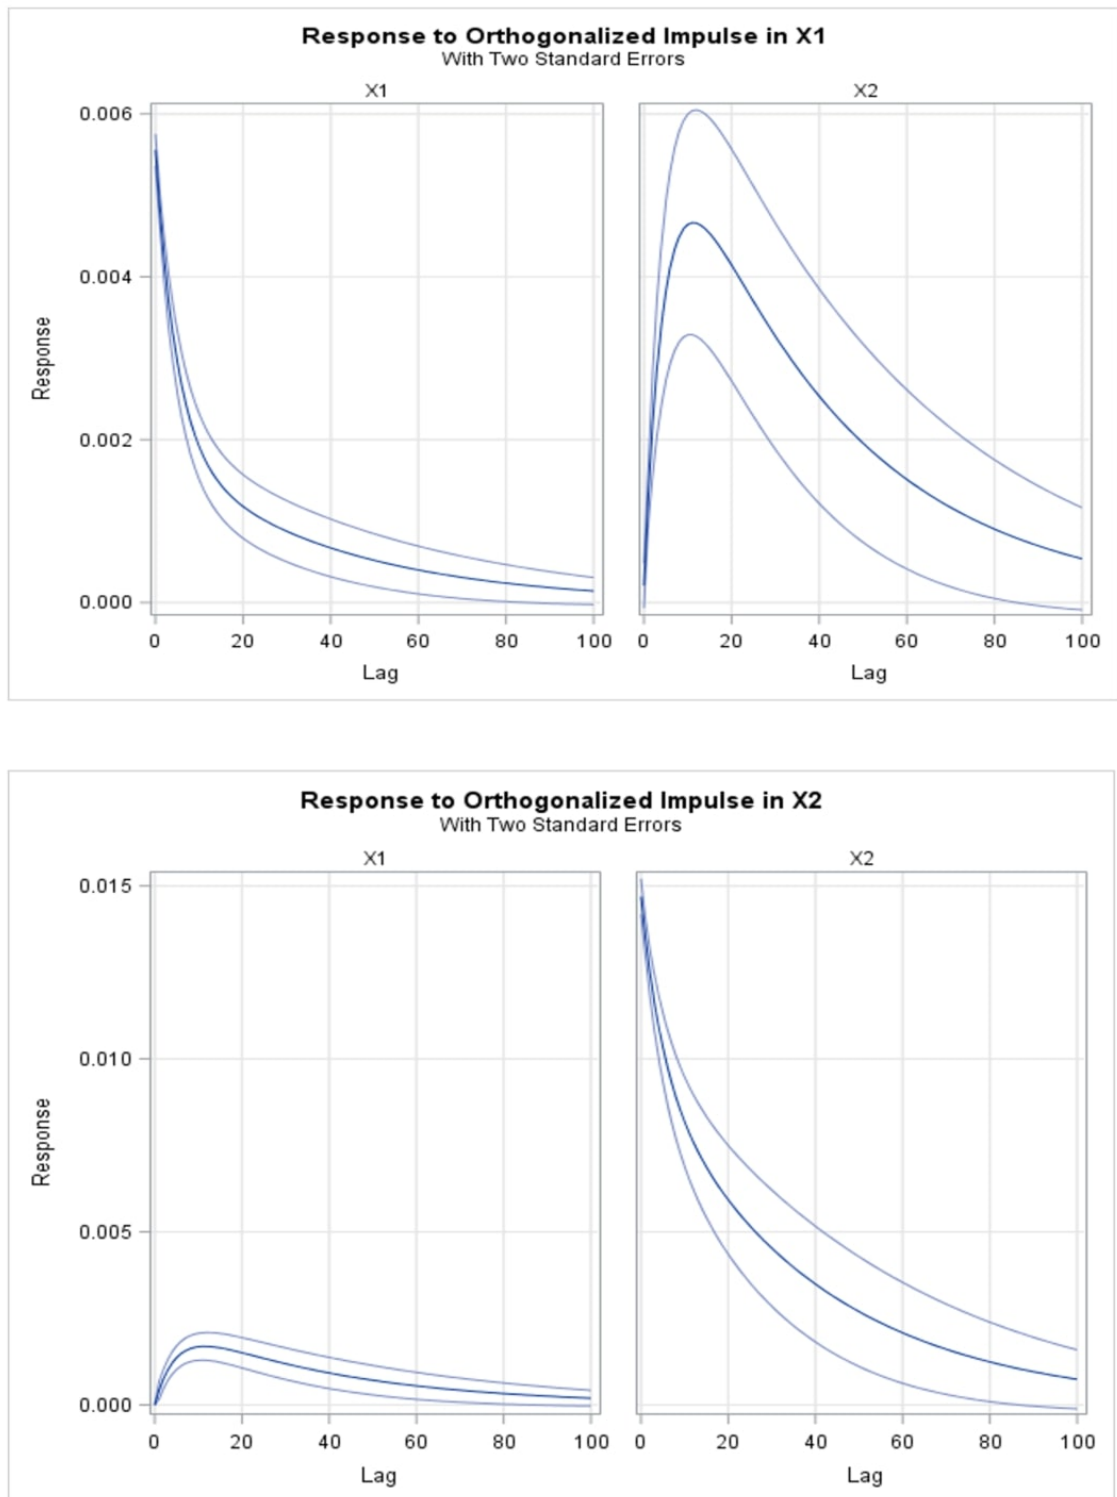 Response to Orthogonalized Impulse in X1
With Two Standard Errors
X1 X2
0.006
0.004
0.002
0.000
Response
0 20 40 60 80 100 0 20 40 60 80 100
Lag Lag
Response to Orthogonalized Impulse in X2
With Two Standard Errors
X1 X2
0.015
0.010
0.005
0.000
Response
0 20 40 60 80 100 0 20 40 60 80 100
Lag Lag